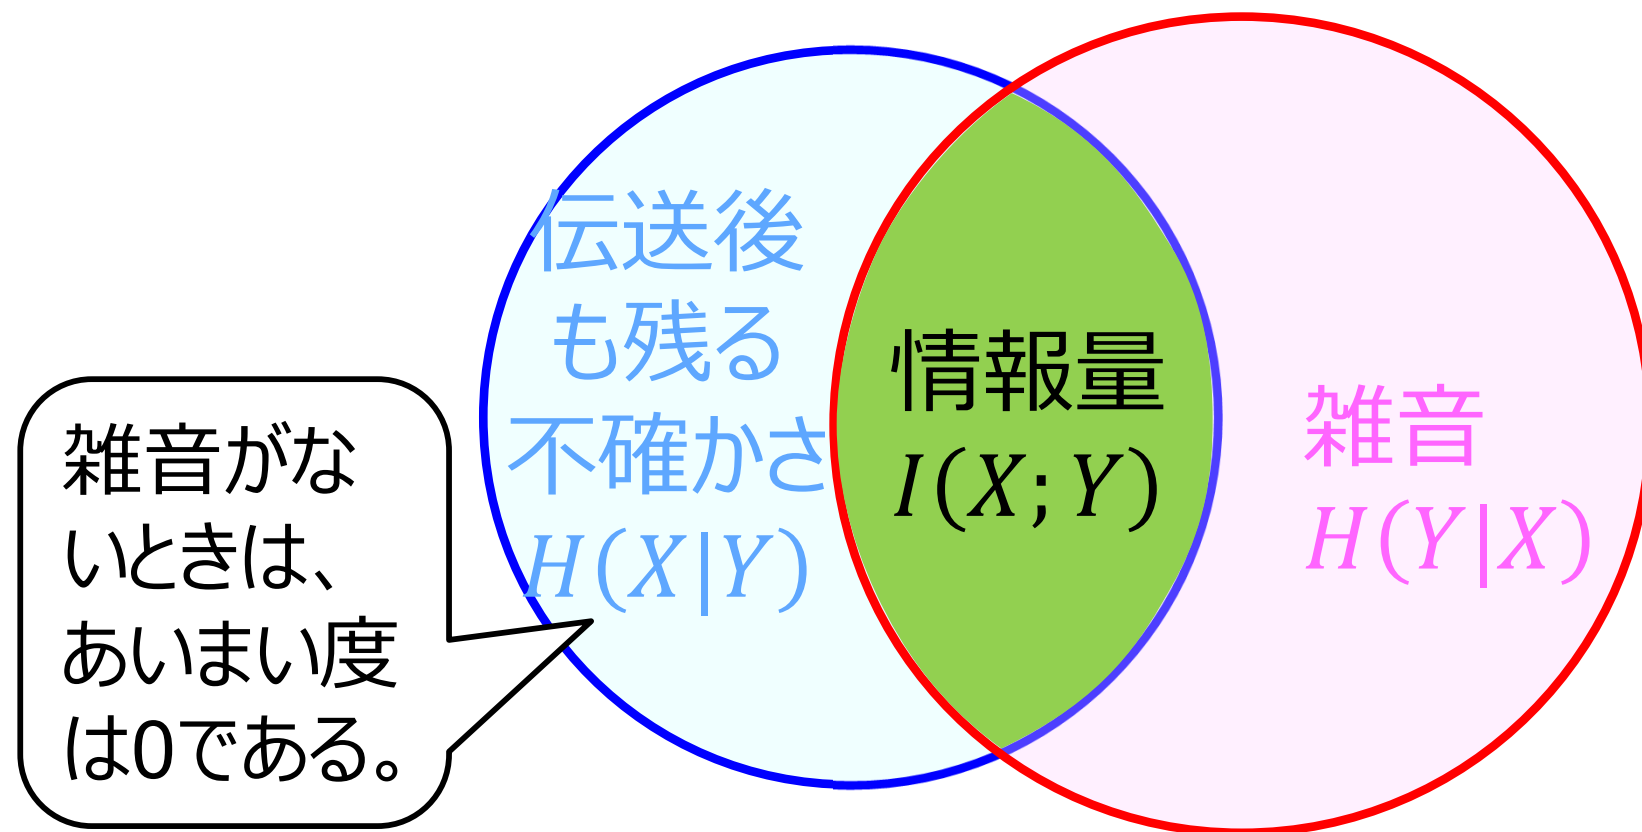 伝送後
も残る
不確かさ
H(X|Y)
情報量
I(X;Y)
雑音
H(Y|X)
雑音がな
いときは、
あいまい度
は0である。